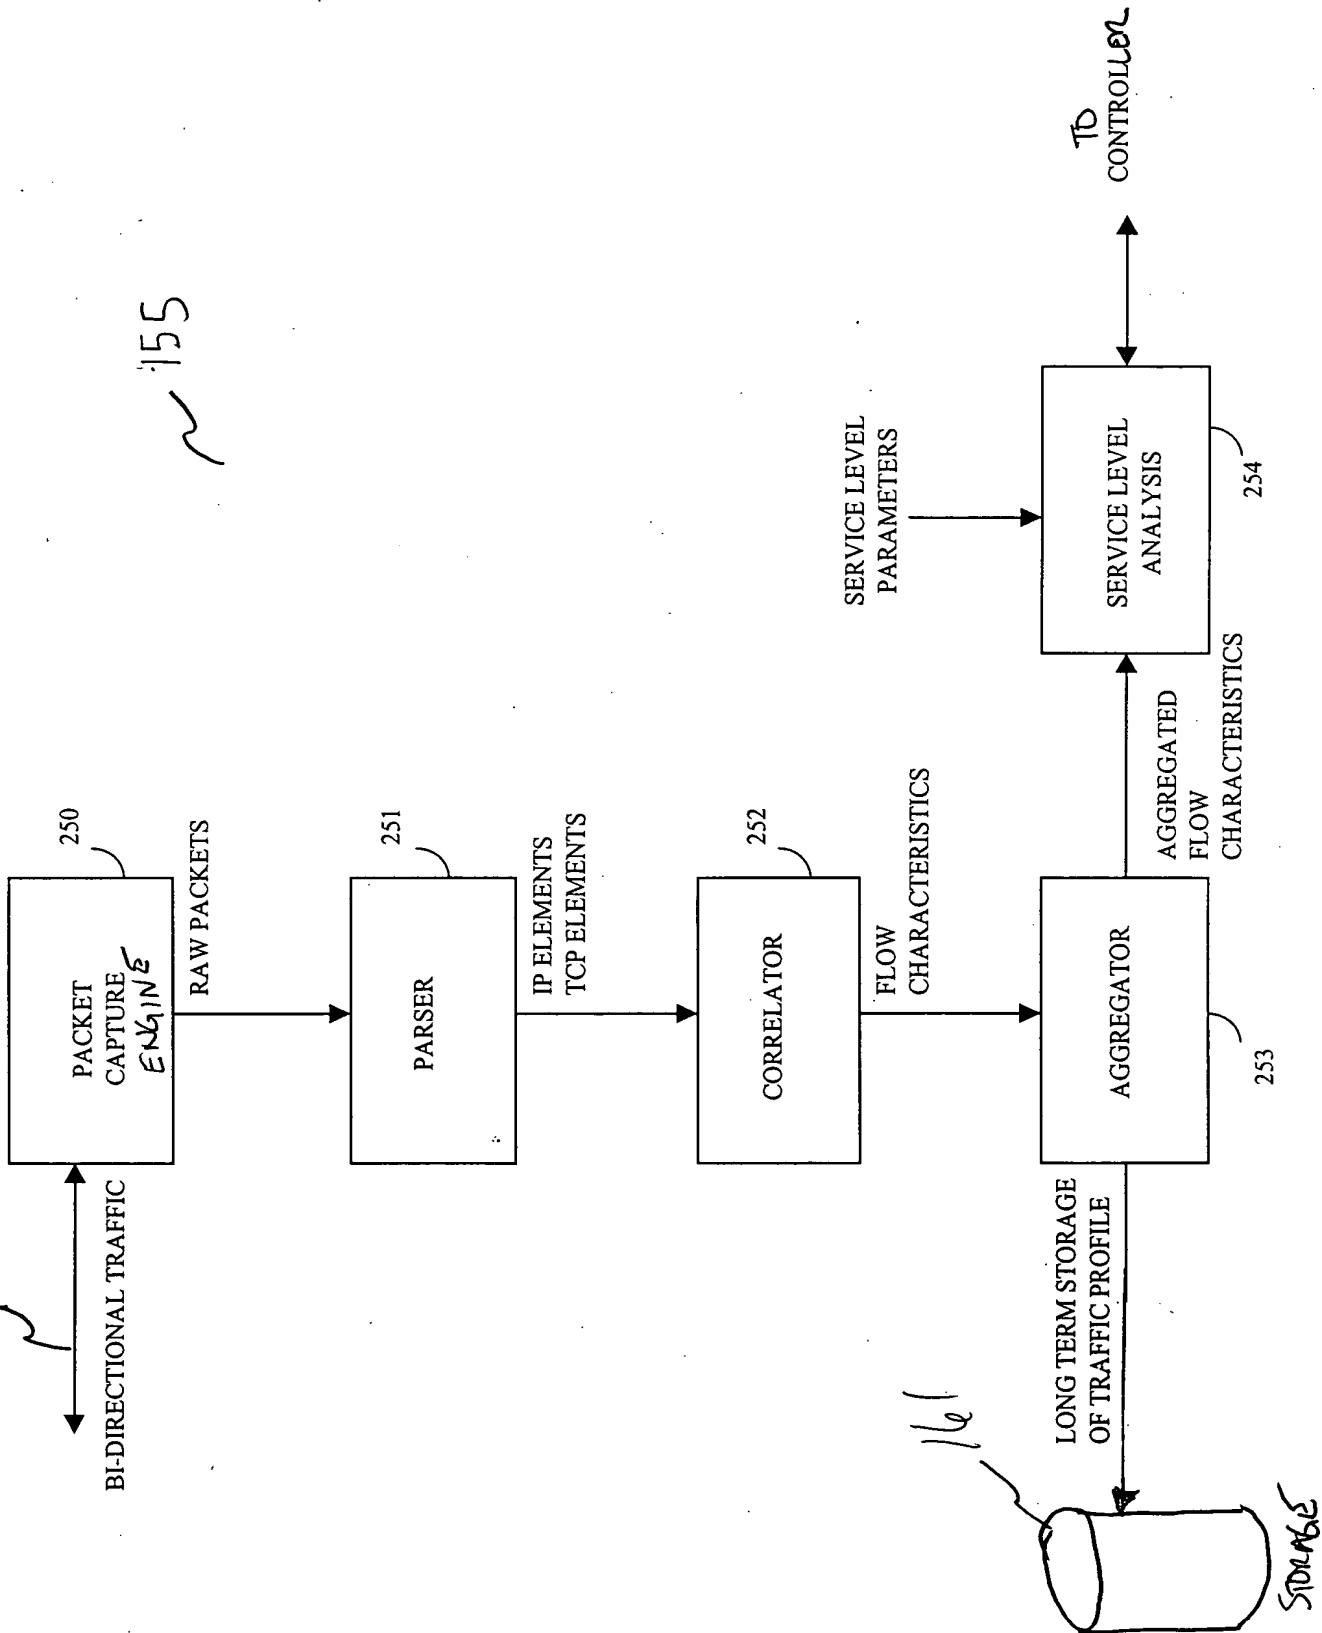 155
BI-DIRECTIONAL TRAFFIC
PACKET
CAPTURE
ENGINE
250
RAW PACKETS
PARSER
251
IP ELEMENTS
TCP ELEMENTS
CORRELATOR
252
FLOW
CHARACTERISTICS
AGGREGATOR
253
LONG TERM STORAGE
OF TRAFFIC PROFILE
161
STORAGE
AGGREGATED
FLOW
CHARACTERISTICS
SERVICE LEVEL
PARAMETERS
SERVICE LEVEL
ANALYSIS
254
TO
CONTROLLER